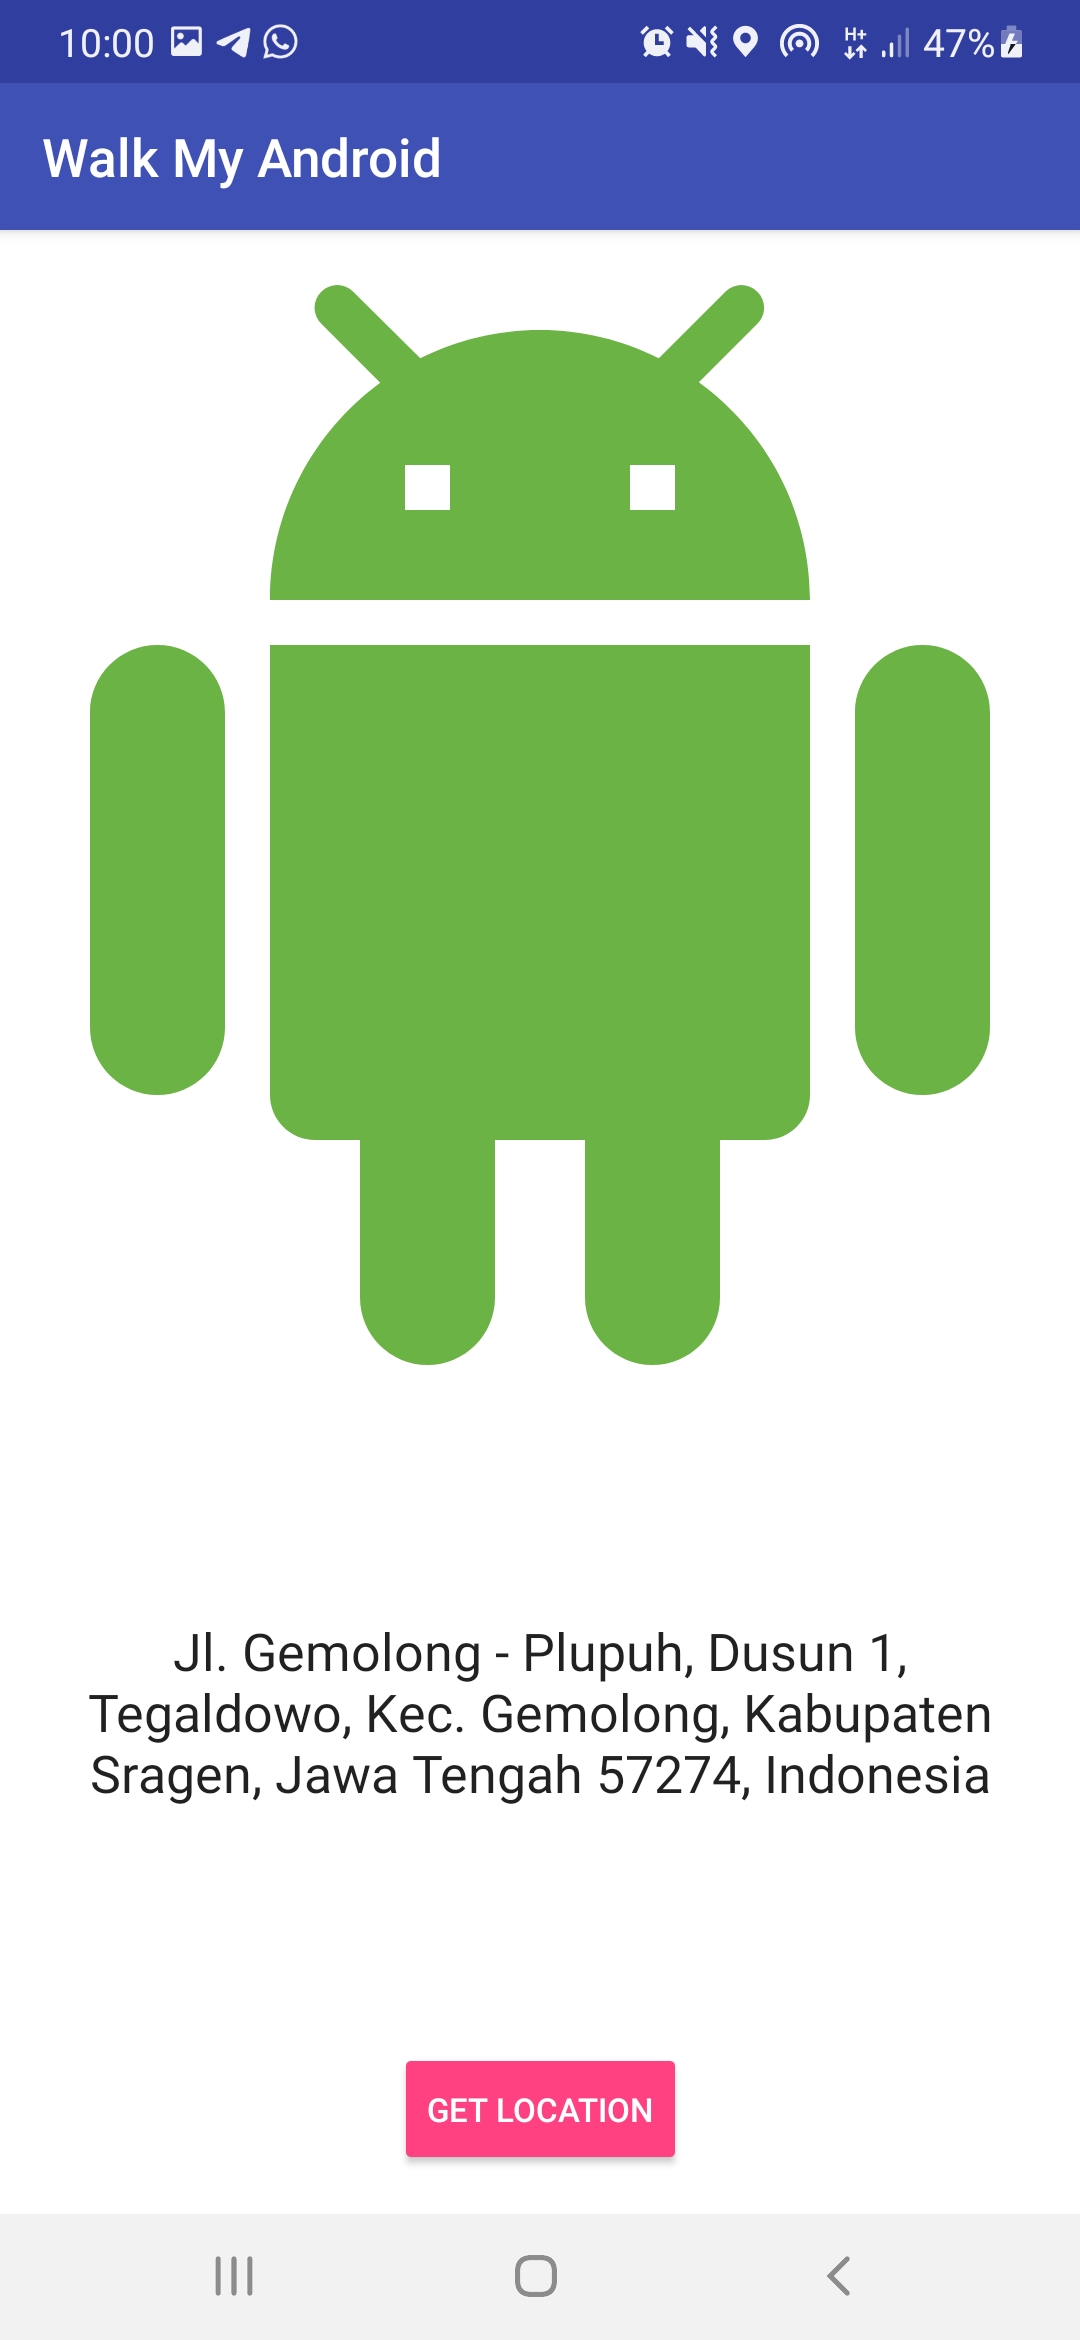 10:00 H+ 47%
Walk My Android
Jl. Gemolong - Plupuh, Dusun 1,
Tegaldowo, Kec. Gemolong, Kabupaten
Sragen, Jawa Tengah 57274, Indonesia
GET LOCATION